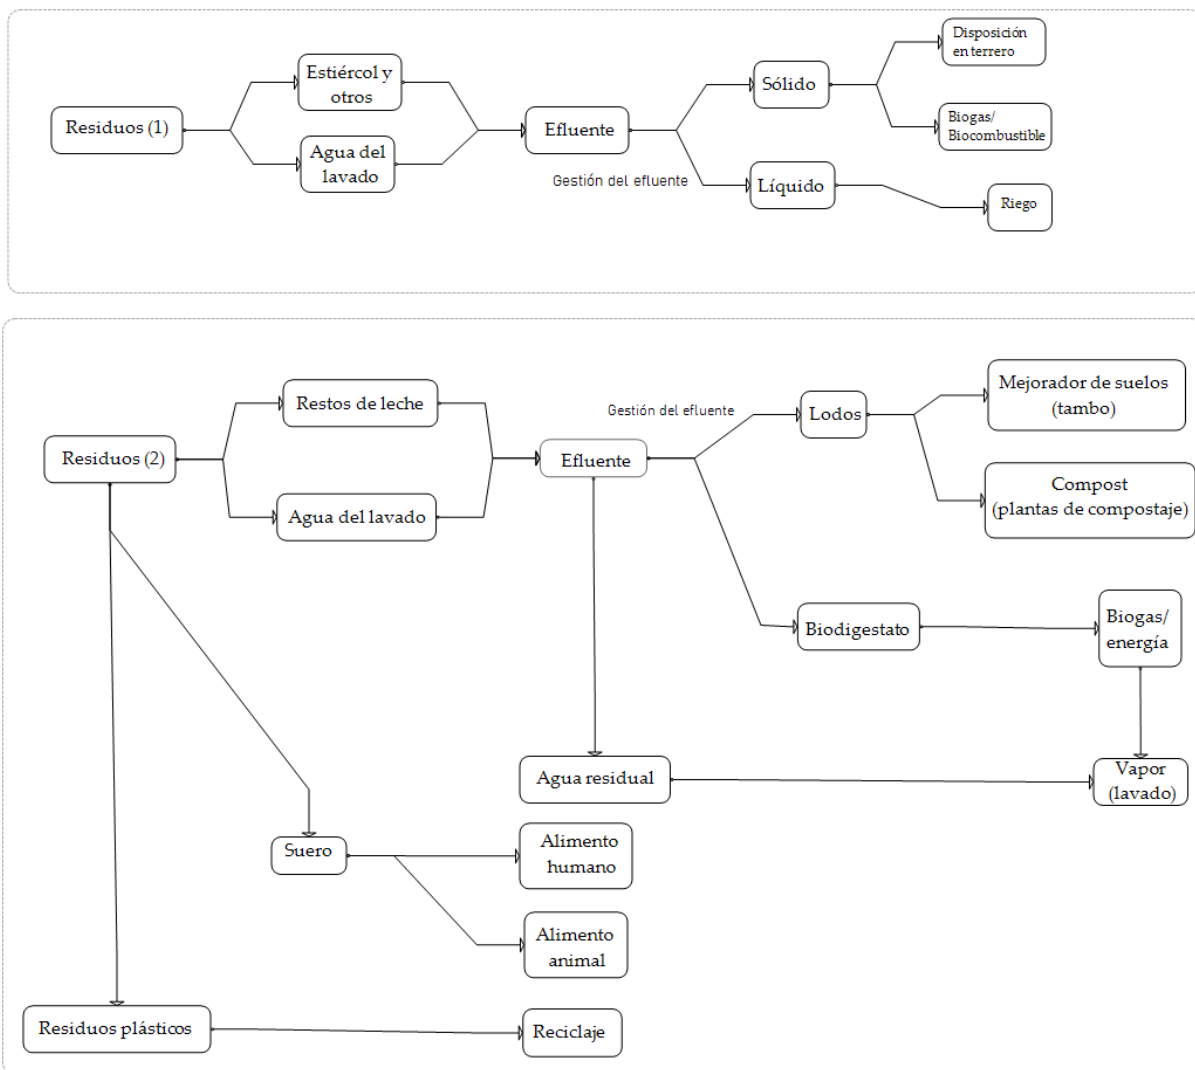 Residuos (1)
Estiércol y
otros
Agua del
lavado
Efluente
Gestión del efluente
Sólido
Líquido
Disposición
en terrero
Biogas/
Biocombustible
Riego
Residuos (2)
Restos de leche
Agua del lavado
Efluente
Gestión del efluente
Lodos
Mejorador de suelos
(tambo)
Compost
(plantas de compostaje)
Biodigestato
Biogas/
energía
Agua residual
Vapor
(lavado)
Suero
Alimento
humano
Alimento
animal
Residuos plásticos
Reciclaje